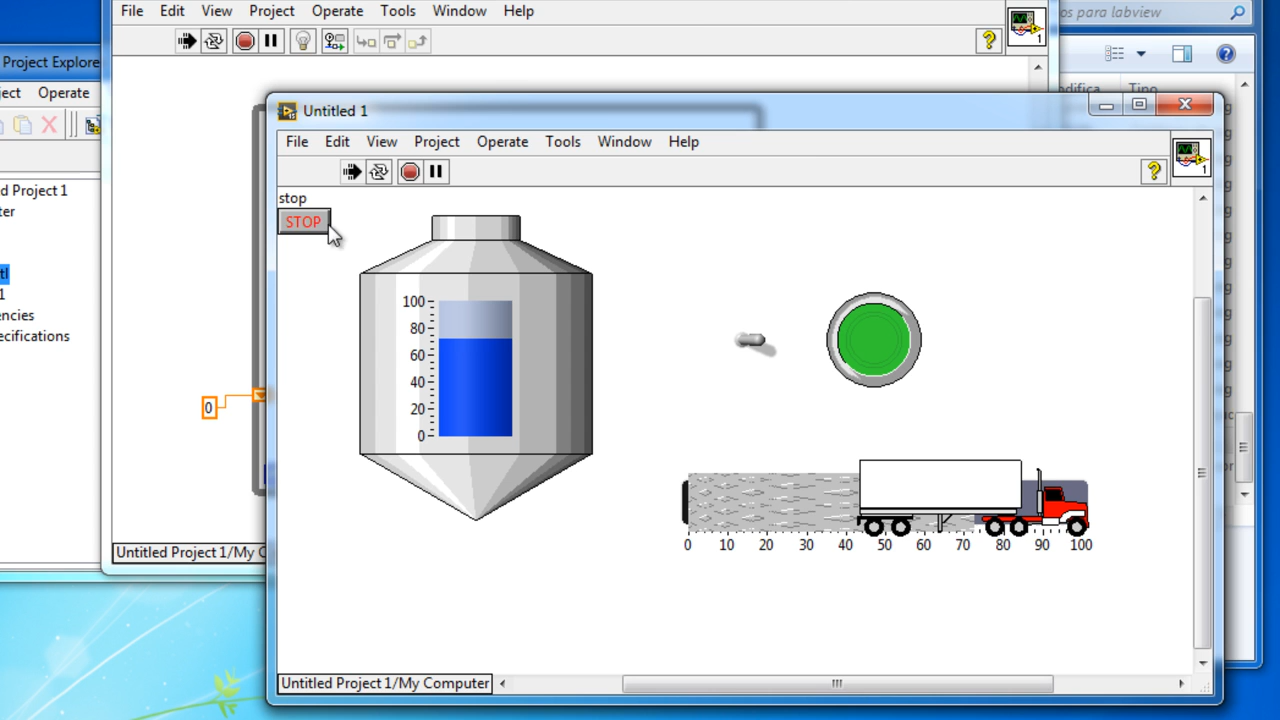 File Edit View Project Operate Tools Window Help
os para labview
1
Project Explore
ject Operate
d Project 1
ter
tl
1
encies
ecifications
0
Untitled Project 1/My C
Untitled 1
File Edit View Project Operate Tools Window Help
1
stop
STOP
100
80
60
40
20
0
0 10 20 30 40 50 60 70 80 90 100
Untitled Project 1/My Computer
difica Tipo